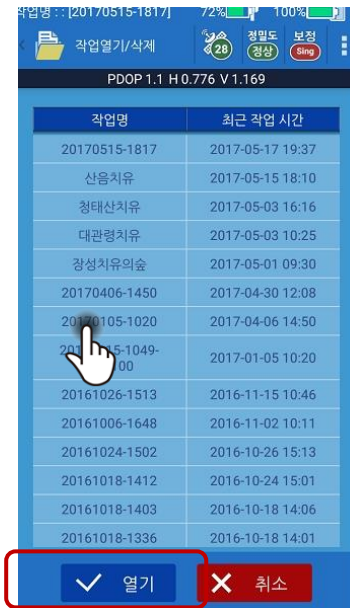 작업명 : : [20170515-1817] 72% 100%
작업열기/삭제 28 정밀도 정상 보정 Sing
PDOP 1.1 H 0.776 V 1.169
작업명 최근 작업 시간
20170515-1817 2017-05-17 19:37
산음치유 2017-05-15 18:10
청태산치유 2017-05-03 16:16
대관령치유 2017-05-03 10:25
장성치유의숲 2017-05-01 09:30
20170406-1450 2017-04-30 12:08
20170105-1020 2017-04-06 14:50
2017-01-05 10:20
20161026-1513 2016-11-15 10:46
20161006-1648 2016-11-02 10:11
20161024-1502 2016-10-26 15:13
20161018-1412 2016-10-24 15:01
20161018-1403 2016-10-18 14:06
20161018-1336 2016-10-18 14:01
열기 취소